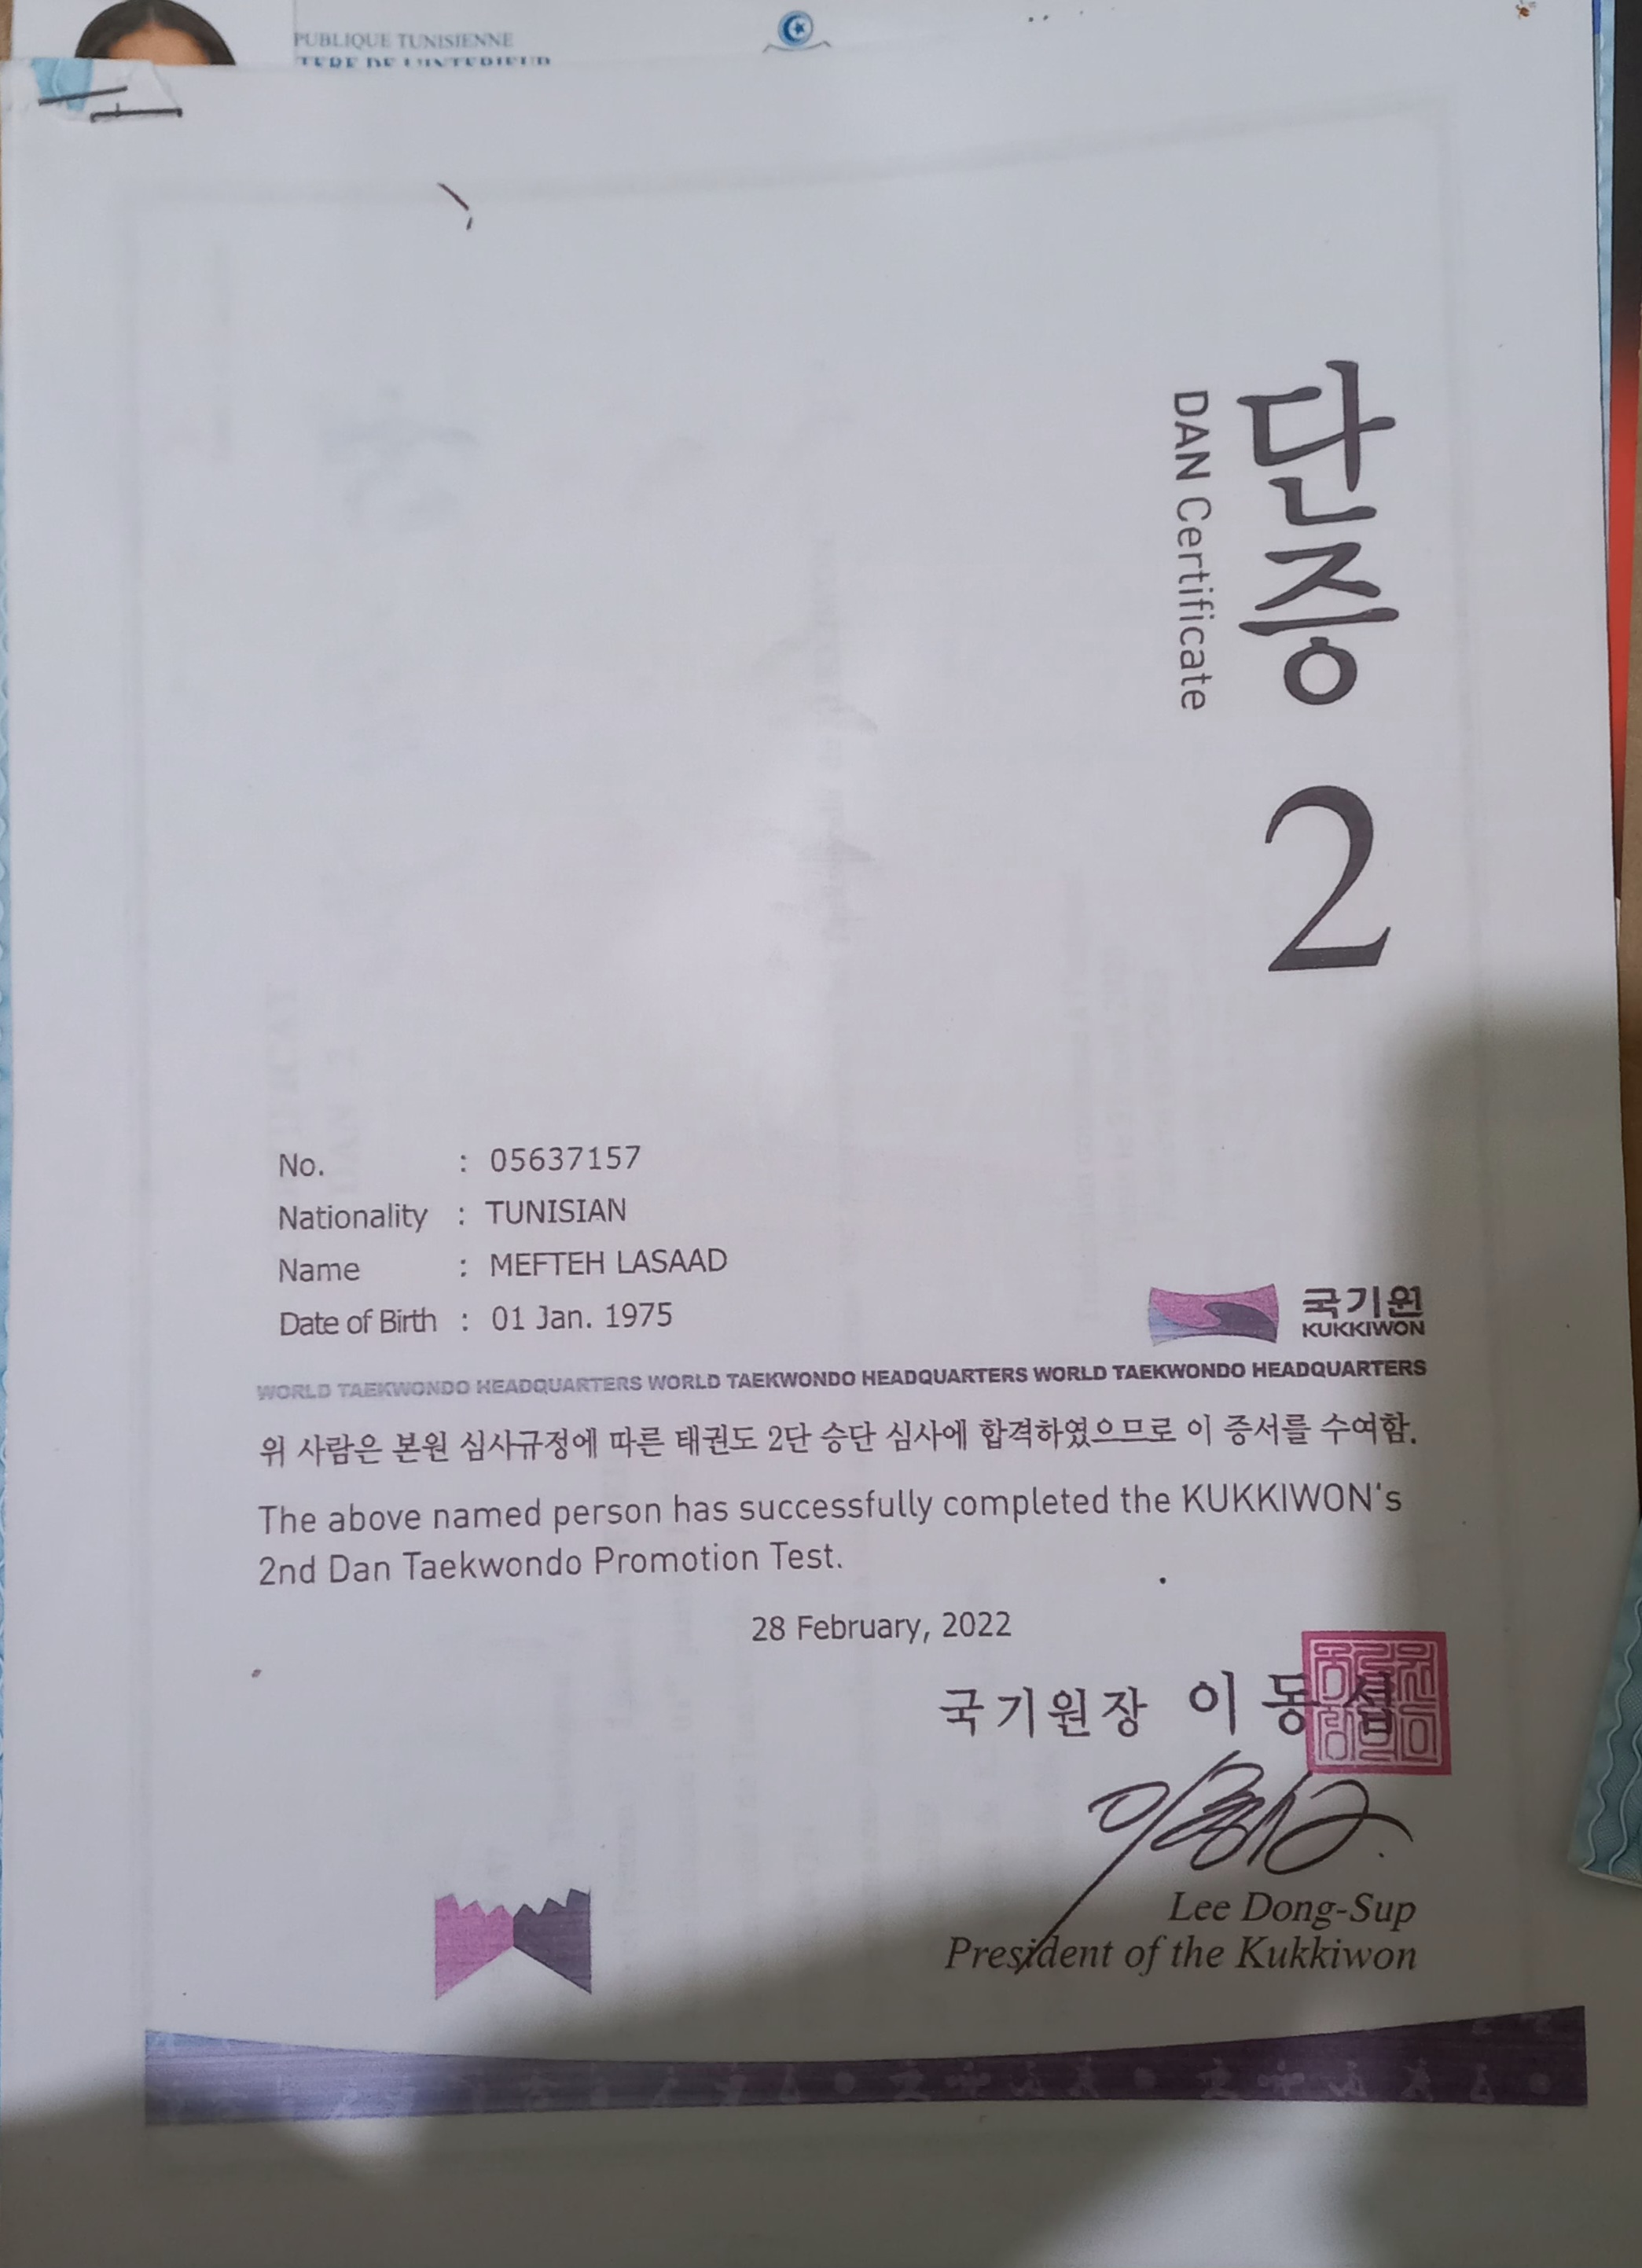 PUBLIQUE TUNISIENNE
단증 2
DAN Certificate
No. : 05637157
Nationality : TUNISIAN
Name : MEFTEH LASAAD
Date of Birth : 01 Jan. 1975
국기원
KUKKIWON
WORLD TAEKWONDO HEADQUARTERS WORLD TAEKWONDO HEADQUARTERS WORLD TAEKWONDO HEADQUARTERS
위 사람은 본원 심사규정에 따른 태권도 2단 승단 심사에 합격하였으므로 이 증서를 수여함.
The above named person has successfully completed the KUKKIWON's
2nd Dan Taekwondo Promotion Test.
28 February, 2022
국기원장 이 동 섭
Lee Dong-Sup
President of the Kukkiwon